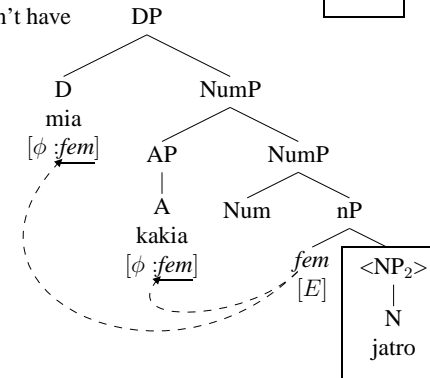 n't have DP
D NumP
mia
[ϕ :fem] AP NumP
A Num nP
kakia
[ϕ :fem] fem <NP₂>
[E] N
jatro